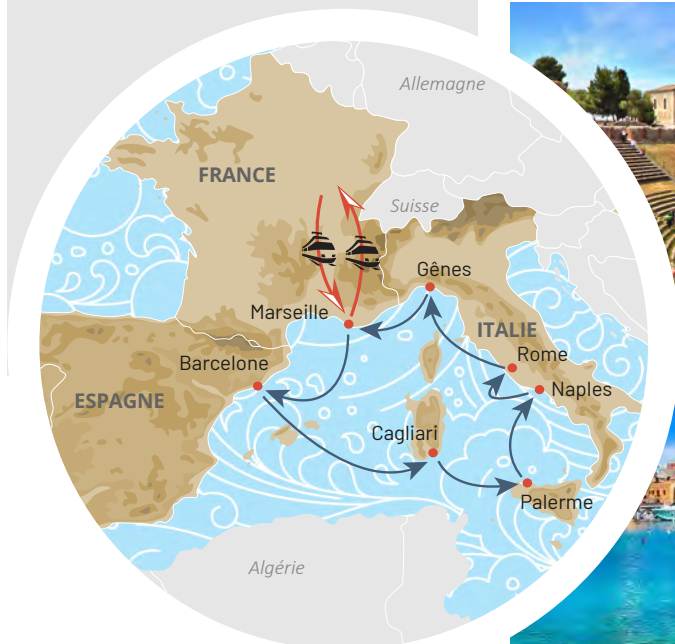 Allemagne
FRANCE
Suisse
Gênes
Marseille
ITALIE
Rome
Barcelone
Naples
ESPAGNE
Cagliari
Palerme
Algérie